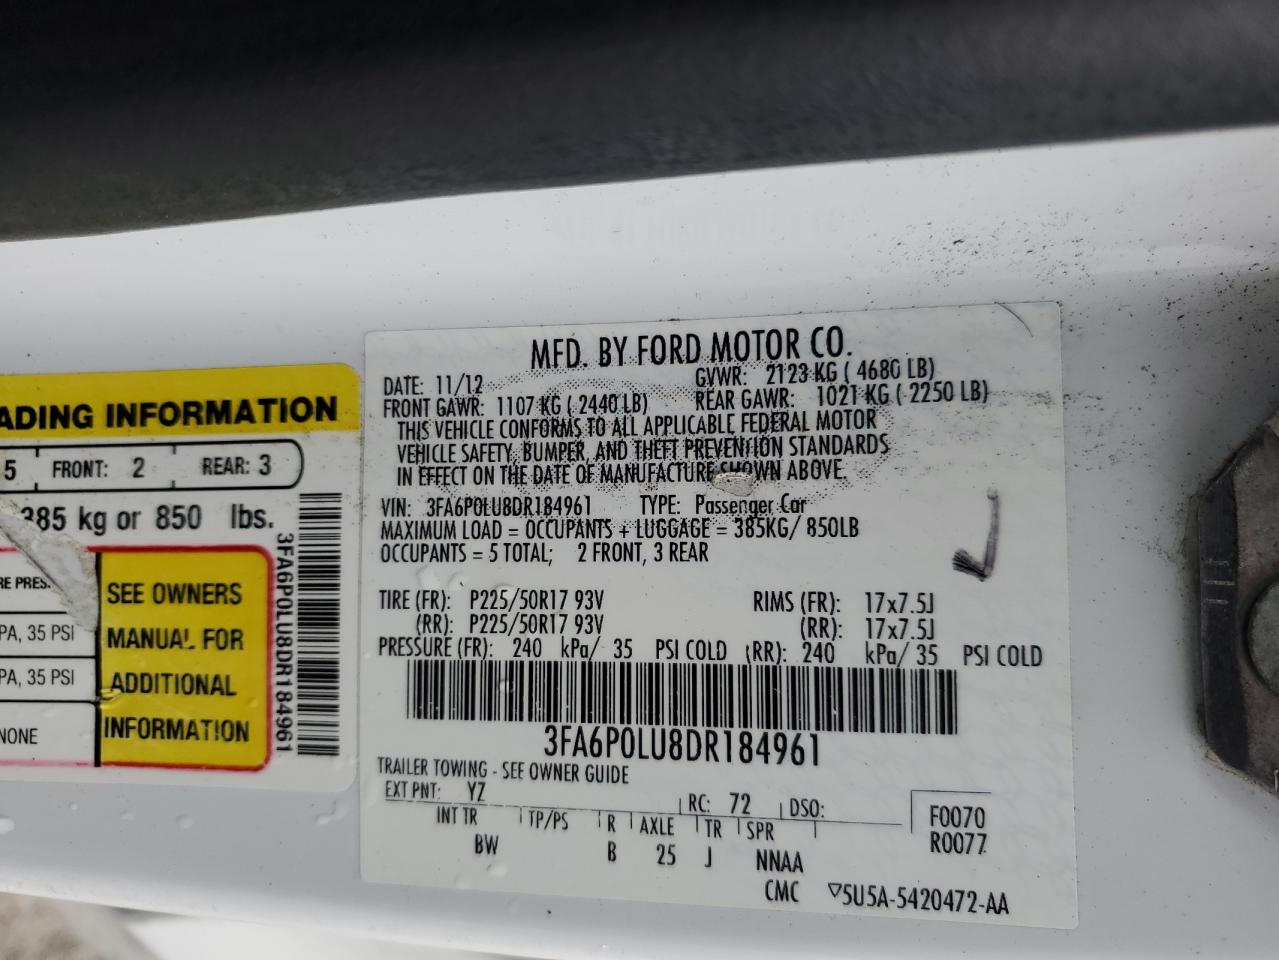 MFD. BY FORD MOTOR CO.
DATE: 11/12 GVWR: 2123 KG ( 4680 LB)
FRONT GAWR: 1107 KG ( 2440 LB) REAR GAWR: 1021 KG ( 2250 LB)
THIS VEHICLE CONFORMS TO ALL APPLICABLE FEDERAL MOTOR
VEHICLE SAFETY, BUMPER, AND THEFT PREVENTION STANDARDS
IN EFFECT ON THE DATE OF MANUFACTURE SHOWN ABOVE.
VIN: 3FA6P0LU8DR184961 TYPE: Passenger Car
MAXIMUM LOAD = OCCUPANTS + LUGGAGE = 385KG/ 850LB
OCCUPANTS = 5 TOTAL; 2 FRONT, 3 REAR
TIRE (FR): P225/50R17 93V RIMS (FR): 17x7.5J
(RR): P225/50R17 93V (RR): 17x7.5J
PRESSURE (FR): 240 kPa/ 35 PSI COLD (RR): 240 kPa/ 35 PSI COLD
3FA6P0LU8DR184961
TRAILER TOWING - SEE OWNER GUIDE
EXT PNT: YZ RC: 72 DSO:
INT TR TP/PS R AXLE TR SPR F0070
BW B 25 J NNAA R0077
CMC ▽5U5A-5420472-AA
ADING INFORMATION
5 FRONT: 2 REAR: 3
385 kg or 850 lbs.
RE PRES.
PA, 35 PSI
PA, 35 PSI
NONE
SEE OWNERS
MANUAL FOR
ADDITIONAL
INFORMATION
3FA6P0LU8DR184961